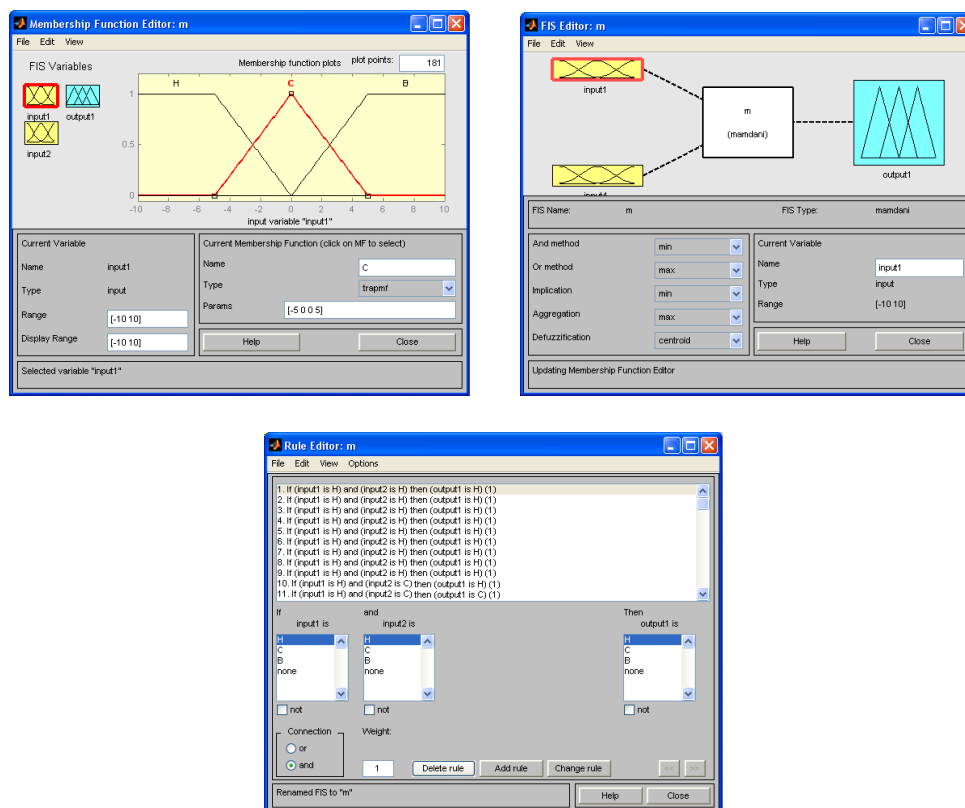 Membership Function Editor: m
File Edit View
FIS Variables
Membership function plots
plot points:
181
H
C
B
1
0.5
0
input1
output1
input2
-10 -8 -6 -4 -2 0 2 4 6 8 10
input variable "input1"
Current Variable
Name input1
Type input
Range [-10 10]
Display Range [-10 10]
Current Membership Function (click on MF to select)
Name C
Type trapmf
Params [-5 0 0 5]
Help Close
Selected variable "input1"
FIS Editor: m
File Edit View
input1
m
(mamdani)
output1
FIS Name: m FIS Type: mamdani
And method min
Or method max
Implication min
Aggregation max
Defuzzification centroid
Current Variable
Name input1
Type input
Range [-10 10]
Help Close
Updating Membership Function Editor
Rule Editor: m
File Edit View Options
1. If (input1 is H) and (input2 is H) then (output1 is H) (1)
2. If (input1 is H) and (input2 is H) then (output1 is H) (1)
3. If (input1 is H) and (input2 is H) then (output1 is H) (1)
4. If (input1 is H) and (input2 is H) then (output1 is H) (1)
5. If (input1 is H) and (input2 is H) then (output1 is H) (1)
6. If (input1 is H) and (input2 is H) then (output1 is H) (1)
7. If (input1 is H) and (input2 is H) then (output1 is H) (1)
8. If (input1 is H) and (input2 is H) then (output1 is H) (1)
9. If (input1 is H) and (input2 is H) then (output1 is H) (1)
10. If (input1 is H) and (input2 is C) then (output1 is H) (1)
11. If (input1 is H) and (input2 is C) then (output1 is C) (1)
If and Then
input1 is input2 is output1 is
H H H
C C C
B B B
none none none
not not not
Connection
or
and
Weight:
1
Delete rule Add rule Change rule << >>
Renamed FIS to "m"
Help Close